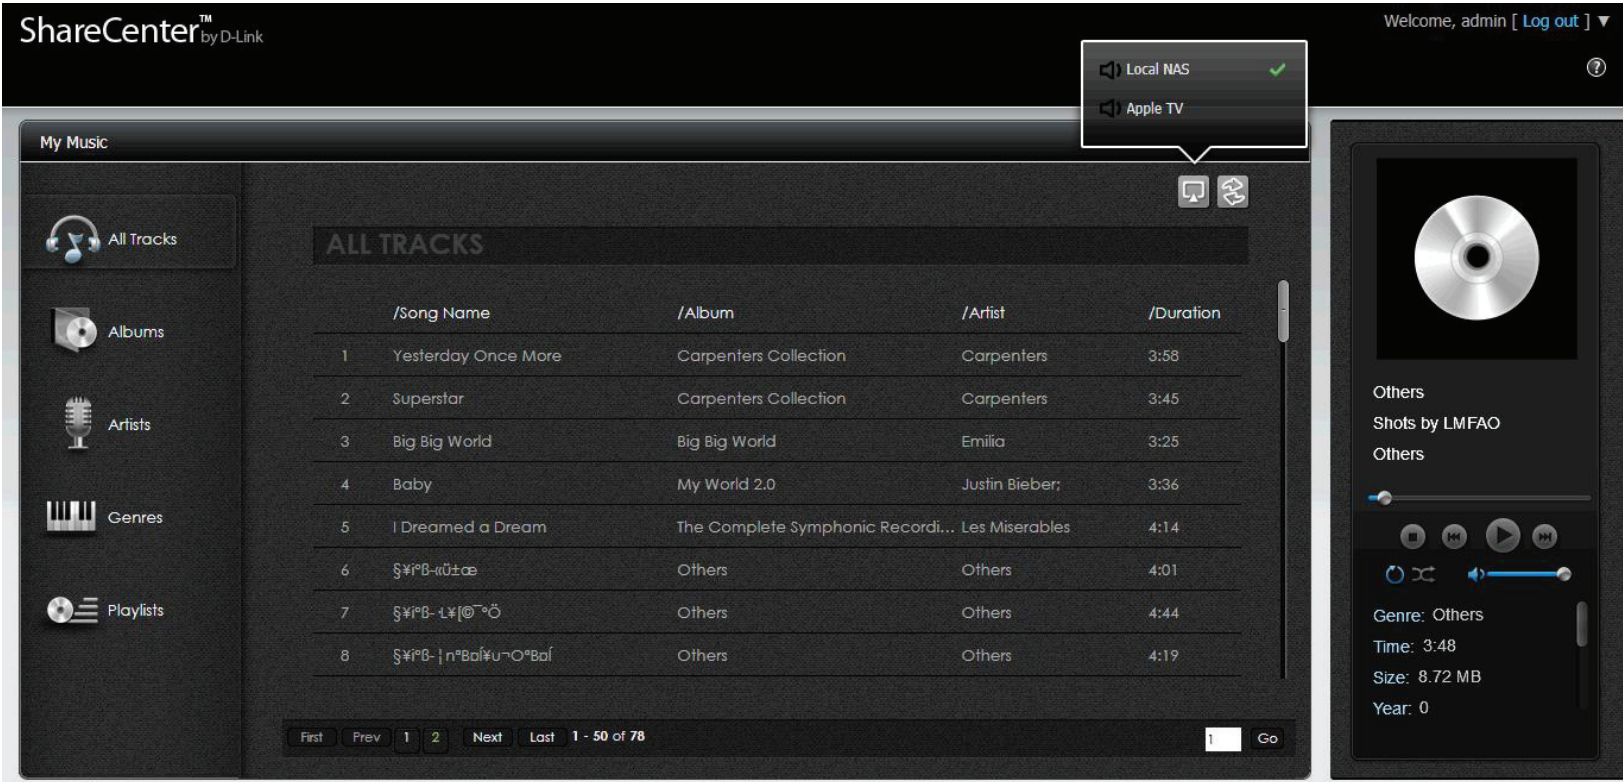 ShareCenter™ by D-Link
Welcome, admin [ Log out ] ▼
Local NAS
Apple TV
My Music
All Tracks
Albums
Artists
Genres
Playlists
ALL TRACKS
/Song Name /Album /Artist /Duration
1 Yesterday Once More Carpenters Collection Carpenters 3:58
2 Superstar Carpenters Collection Carpenters 3:45
3 Big Big World Big Big World Emilia 3:25
4 Baby My World 2.0 Justin Bieber; 3:36
5 I Dreamed a Dream The Complete Symphonic Recordi... Les Miserables 4:14
6 Others Others 4:01
7 Others Others 4:44
8 Others Others 4:19
First Prev 1 2 Next Last 1 - 50 of 78
1 Go
Others
Shots by LMFAO
Others
Genre: Others
Time: 3:48
Size: 8.72 MB
Year: 0